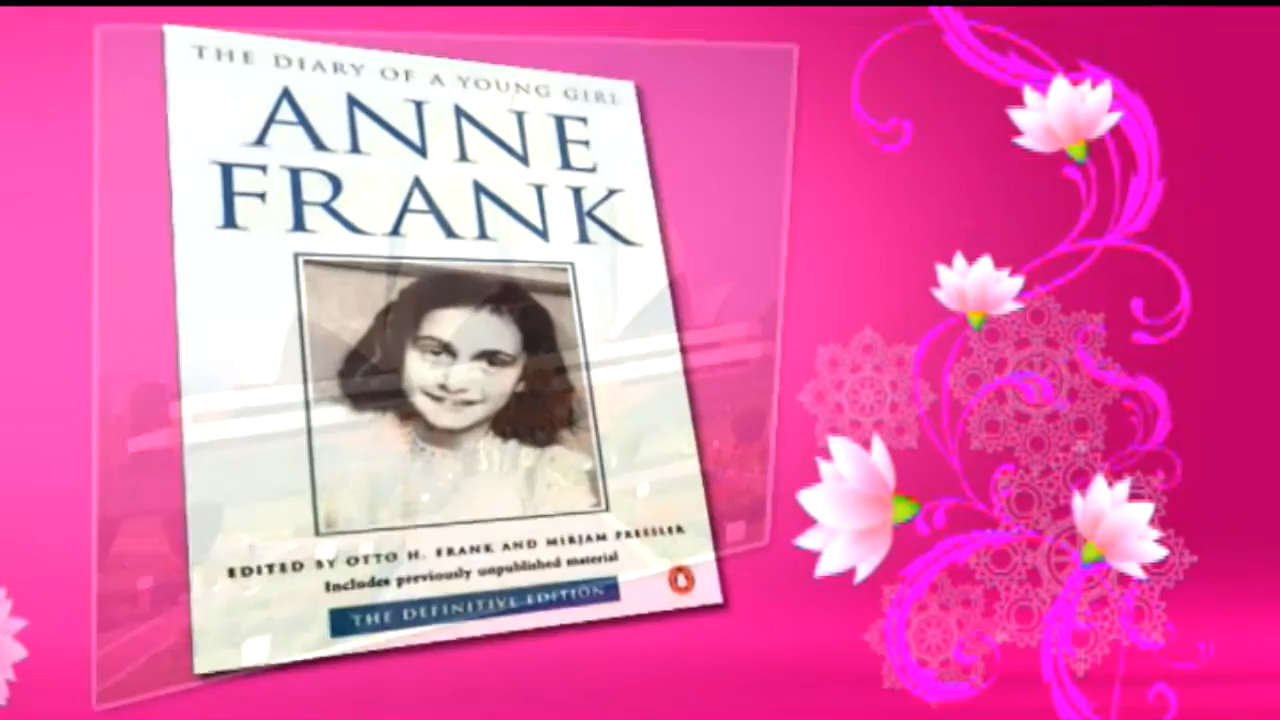 THE DIARY OF A YOUNG GIRL
ANNE
FRANK
EDITED BY OTTO H. FRANK AND MIRJAM PRESSLER
Includes previously unpublished material
THE DEFINITIVE EDITION